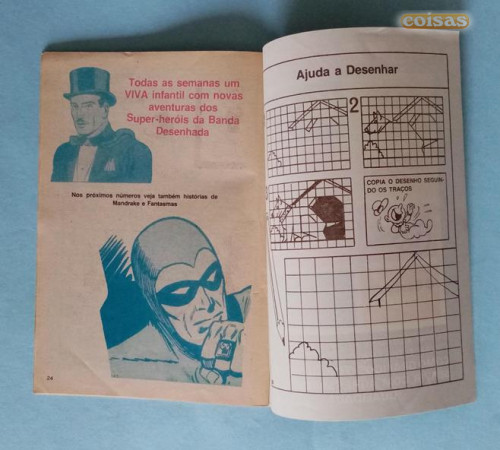 coisas
Todas as semanas um
VIVA infantil com novas
aventuras dos
Super-heróis da Banda
Desenhada
Nos próximos números veja também histórias de
Mandrake e Fantasmas
24
Ajuda a Desenhar
2
COPIA O DESENHO SEGUIN-
DO OS TRAÇOS